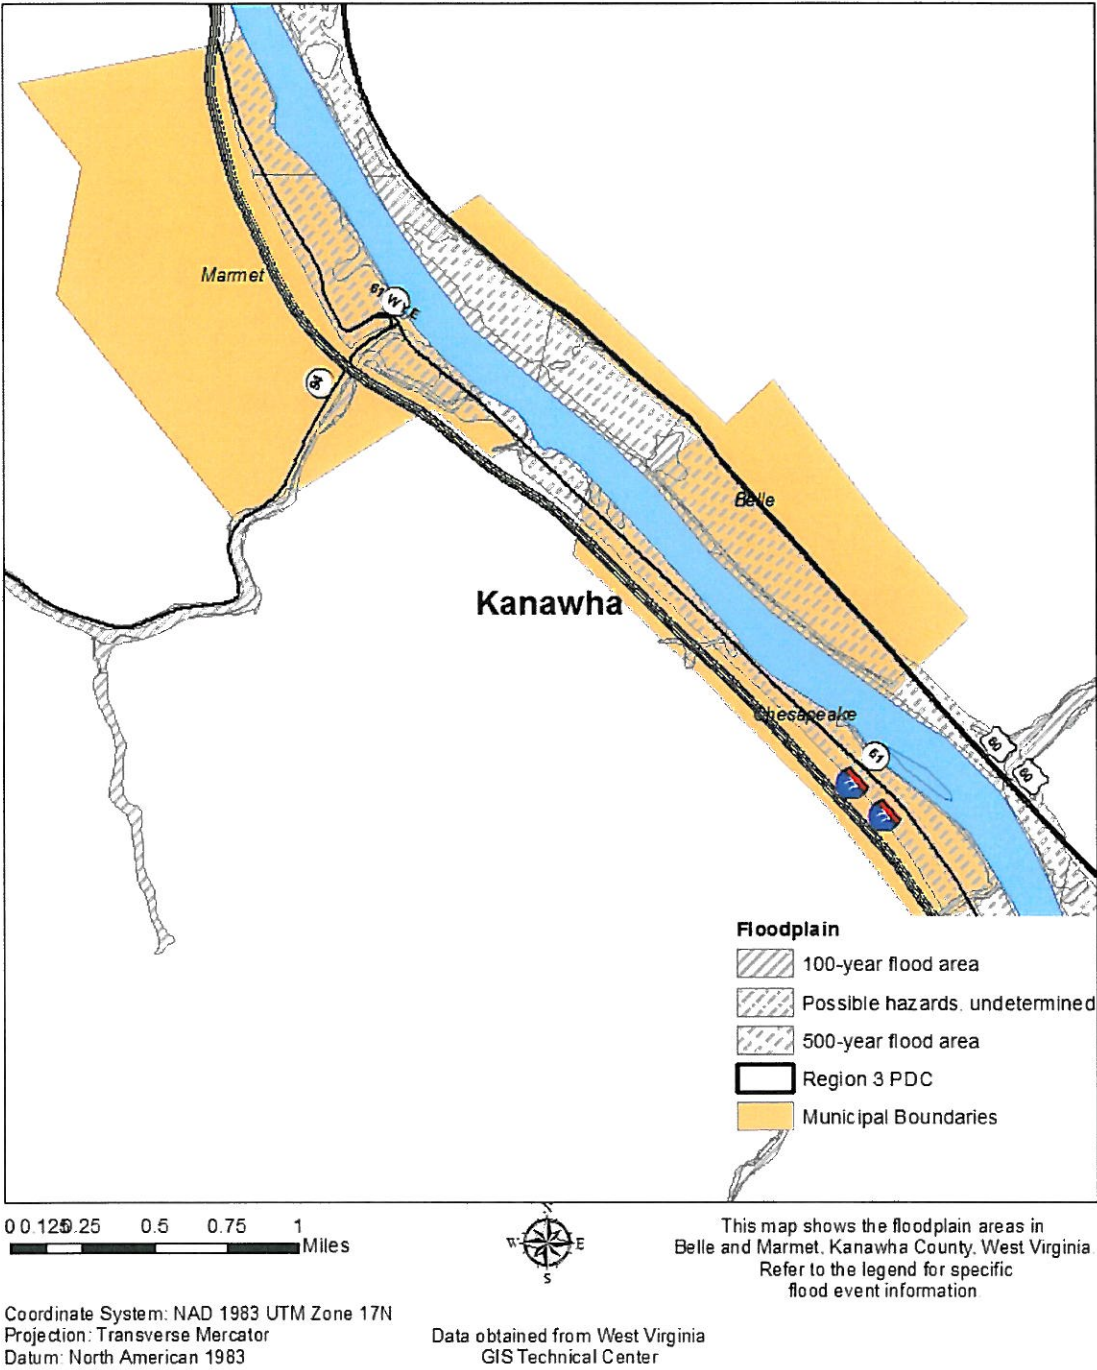 Marmet
61 WYE
94
Belle
Kanawha
Chesapeake
61
60
60
77
77
Floodplain
100-year flood area
Possible hazards, undetermined
500-year flood area
Region 3 PDC
Municipal Boundaries
0 0.125 0.25 0.5 0.75 1
Miles
N
W E
S
This map shows the floodplain areas in
Belle and Marmet, Kanawha County, West Virginia.
Refer to the legend for specific
flood event information
Coordinate System: NAD 1983 UTM Zone 17N
Projection: Transverse Mercator
Datum: North American 1983
Data obtained from West Virginia
GIS Technical Center